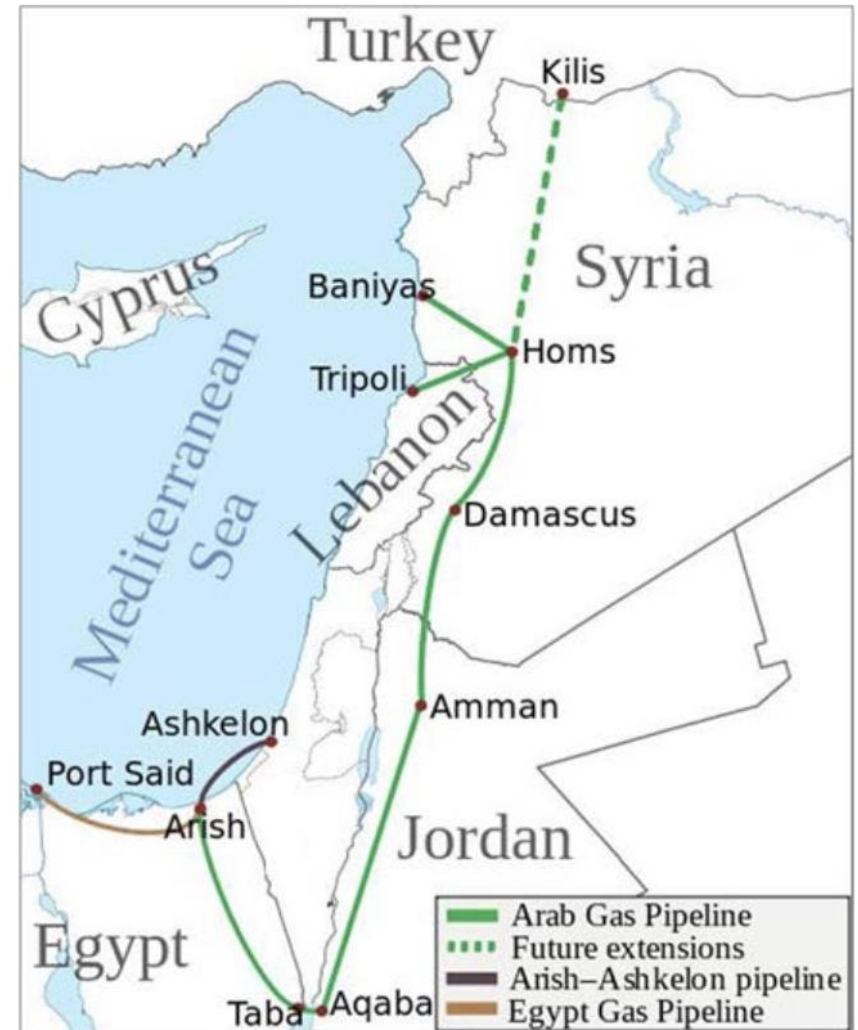 Turkey
Kilis
Syria
Cyprus
Baniyas
Homs
Tripoli
Lebanon
Mediterranean
Sea
Damascus
Amman
Ashkelon
Port Said
Arish
Jordan
Egypt
Taba
Aqaba
Arab Gas Pipeline
Future extensions
Arish–Ashkelon pipeline
Egypt Gas Pipeline